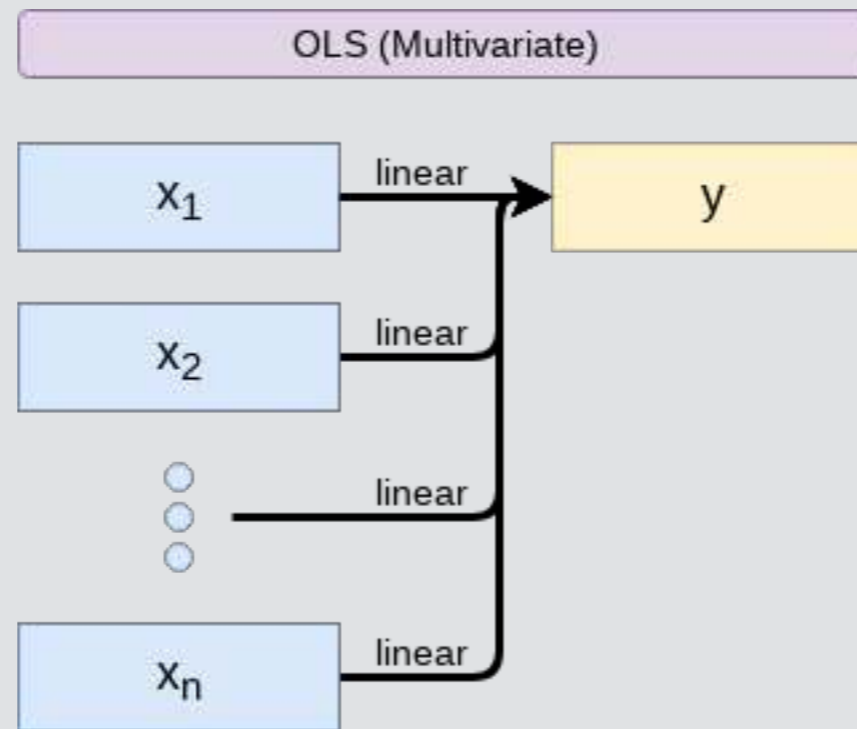 OLS (Multivariate)
x₁ linear y
x₂ linear
linear
xₙ linear